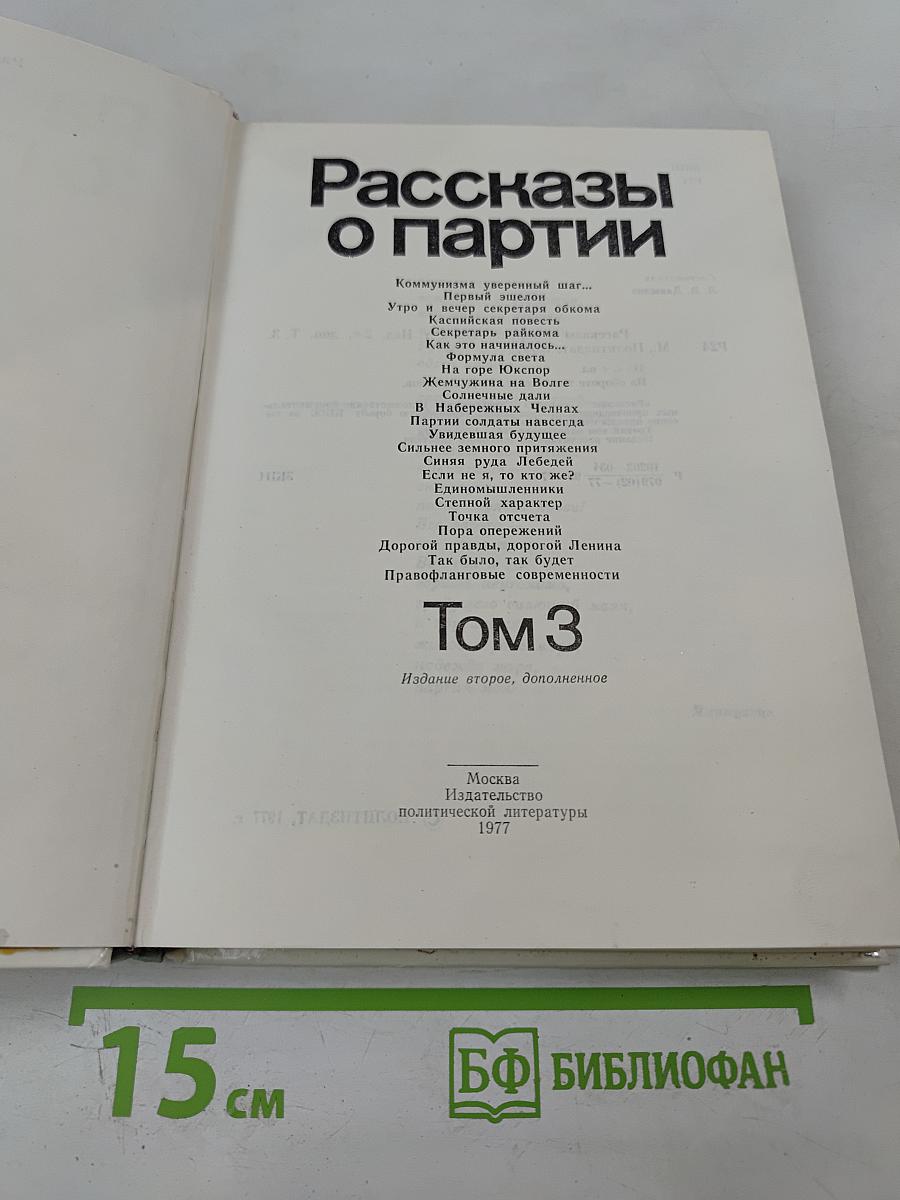 Рассказы
о партии
Коммунизма уверенный шаг...
Первый эшелон
Утро и вечер секретаря обкома
Каспийская повесть
Секретарь райкома
Как это начиналось...
Формула света
На горе Юкспор
Жемчужина на Волге
Солнечные дали
В Набережных Челнах
Партии солдаты навсегда
Увидевшая будущее
Сильнее земного притяжения
Синяя руда Лебедей
Если не я, то кто же?
Единомышленники
Степной характер
Точка отсчета
Пора опережений
Дорогой правды, дорогой Ленина
Так было, так будет
Правофланговые современности
Том 3
Издание второе, дополненное
Москва
Издательство
политической литературы
1977
15 см
БФ БИБЛИОФАН